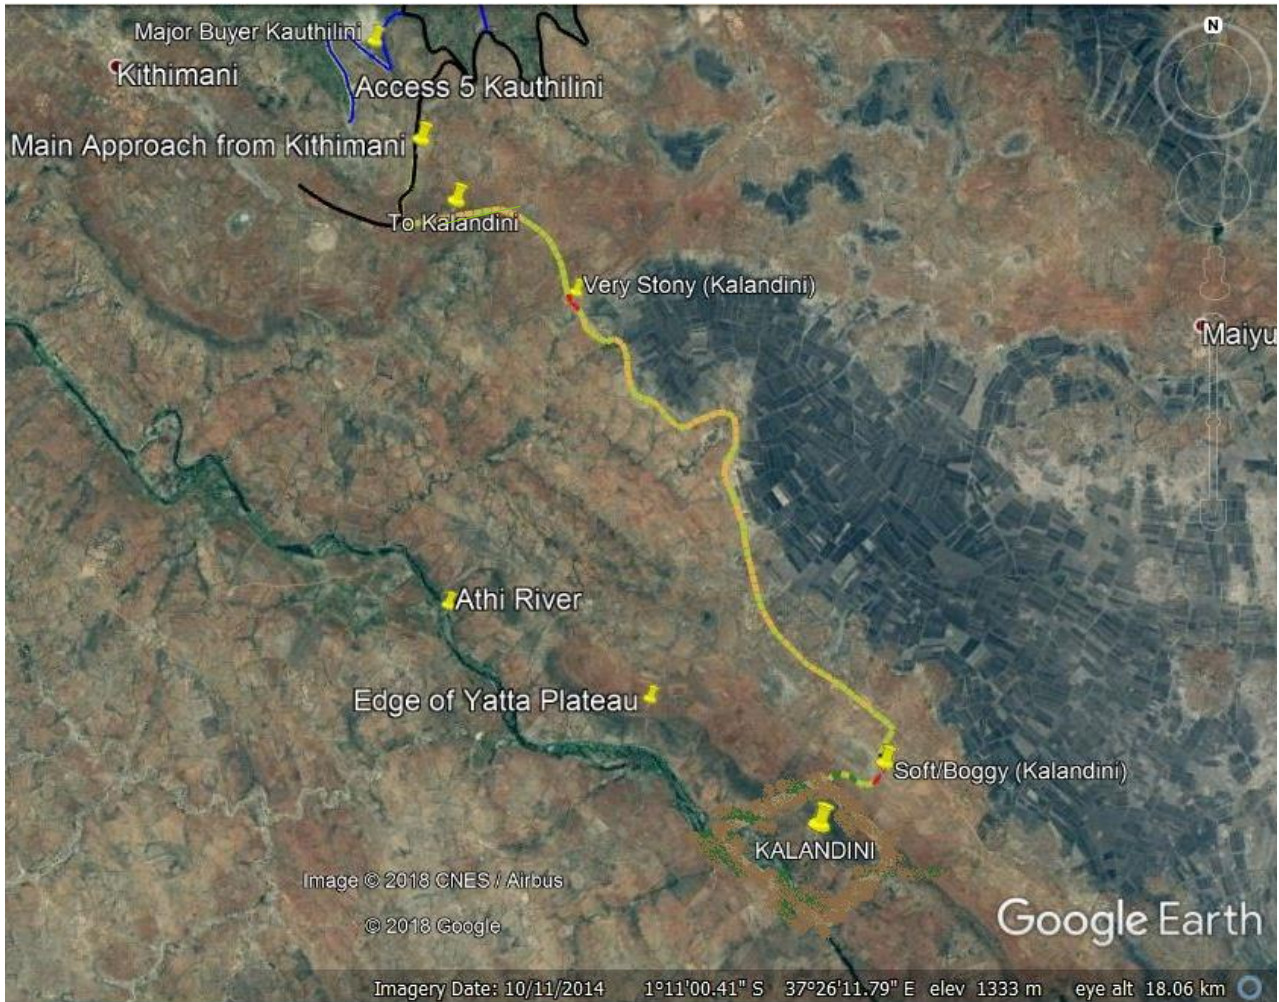 Major Buyer Kauthilini
N
Kithimani
Access 5 Kauthilini
Main Approach from Kithimani
To Kalandini
Very Stony (Kalandini)
Maiyu
Athi River
Edge of Yatta Plateau
Soft/Boggy (Kalandini)
KALANDINI
Image © 2018 CNES / Airbus
© 2018 Google
Google Earth
Imagery Date: 10/11/2014 1°11'00.41" S 37°26'11.79" E elev 1333 m eye alt 18.06 km